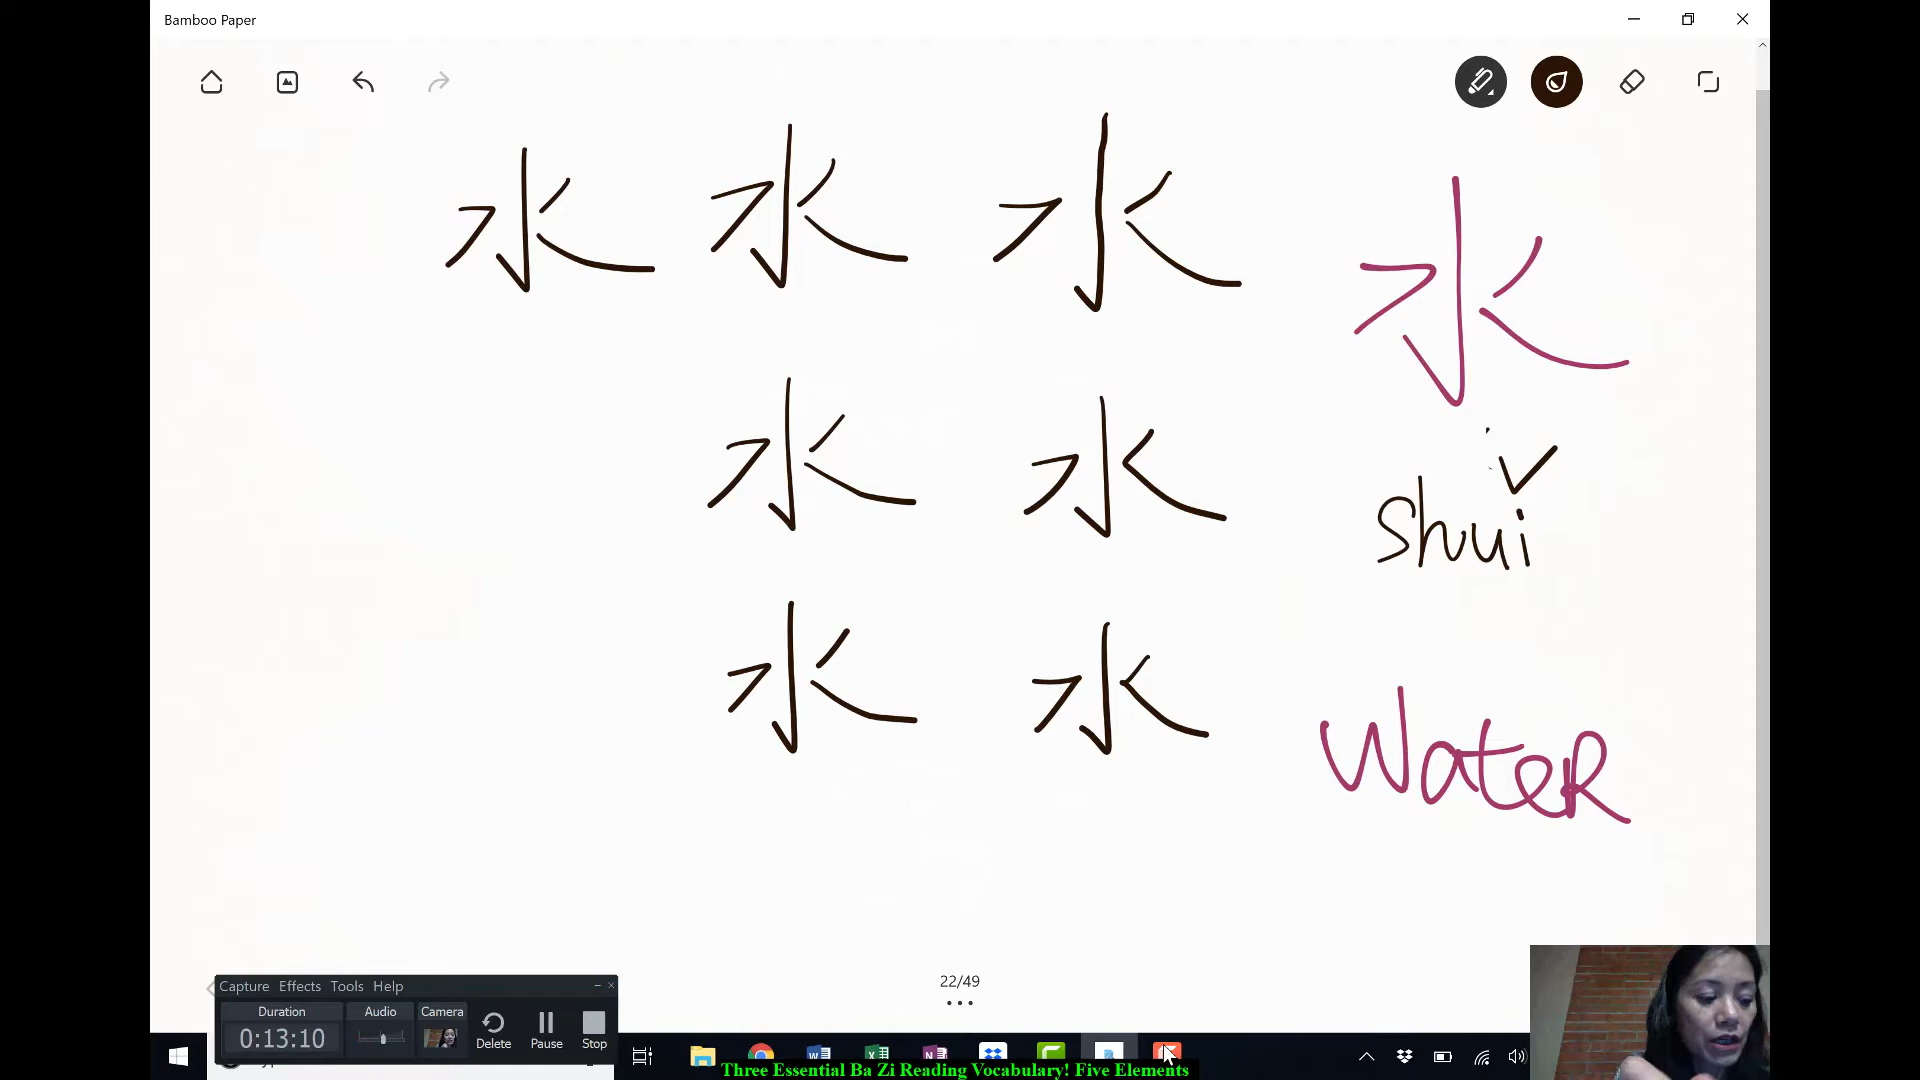 Bamboo Paper
水 水 水 水
水 水
shuǐ
水 水
Water
22/49
Capture Effects Tools Help
Duration Audio Camera
0:13:10
Delete Pause Stop
Three Essential Ba Zi Reading Vocabulary! Five Elements